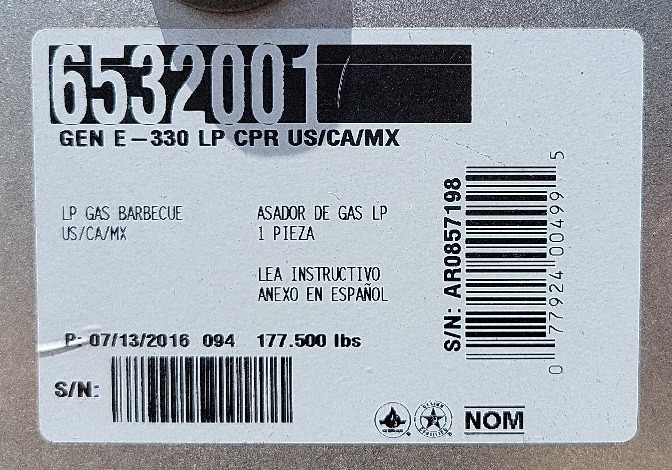 6532001
GEN E-330 LP CPR US/CA/MX
LP GAS BARBECUE
US/CA/MX
ASADOR DE GAS LP
1 PIEZA
LEA INSTRUCTIVO
ANEXO EN ESPAÑOL
P: 07/13/2016 094 177.500 lbs
S/N:
S/N: AR0857198
0 77924 00499 5
NOM